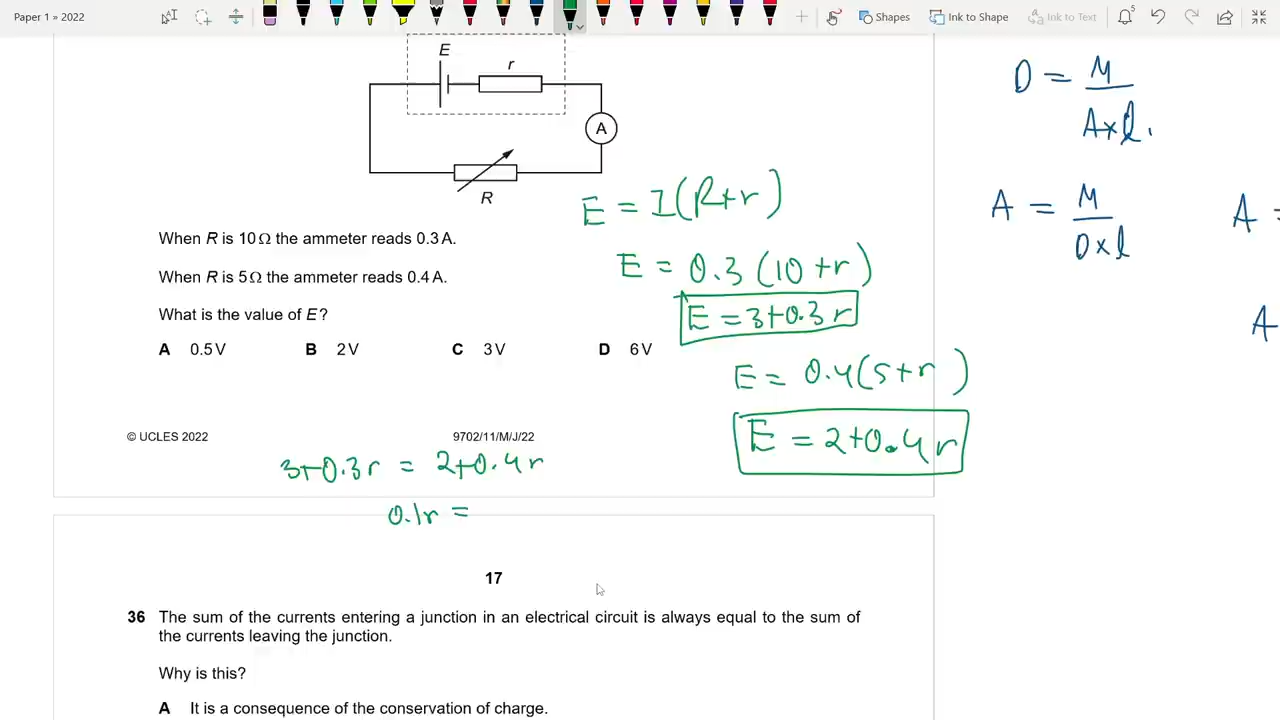 Paper 1 » 2022
Shapes
Ink to Shape
Ink to Text
E
r
A
R
D = M / A×l
E = I(R+r)
A = M / D×l
A =
When R is 10 Ω the ammeter reads 0.3 A.
E = 0.3 (10 +r)
When R is 5 Ω the ammeter reads 0.4 A.
What is the value of E?
E = 3+0.3 r
A
A 0.5 V B 2 V C 3 V D 6 V
E = 0.4(5+r)
© UCLES 2022 9702/11/M/J/22
E = 2+0.4 r
3+0.3 r = 2+0.4 r
0.1r =
17
36 The sum of the currents entering a junction in an electrical circuit is always equal to the sum of
the currents leaving the junction.
Why is this?
A It is a consequence of the conservation of charge.